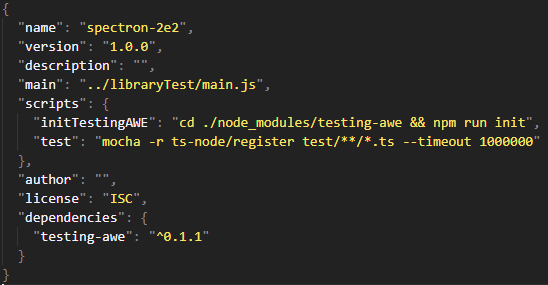 {
"name": "spectron-2e2",
"version": "1.0.0",
"description": "",
"main": "../libraryTest/main.js",
"scripts": {
"initTestingAWE": "cd ./node_modules/testing-awe && npm run init",
"test": "mocha -r ts-node/register test/**/*.ts --timeout 1000000"
},
"author": "",
"license": "ISC",
"dependencies": {
"testing-awe": "^0.1.1"
}
}